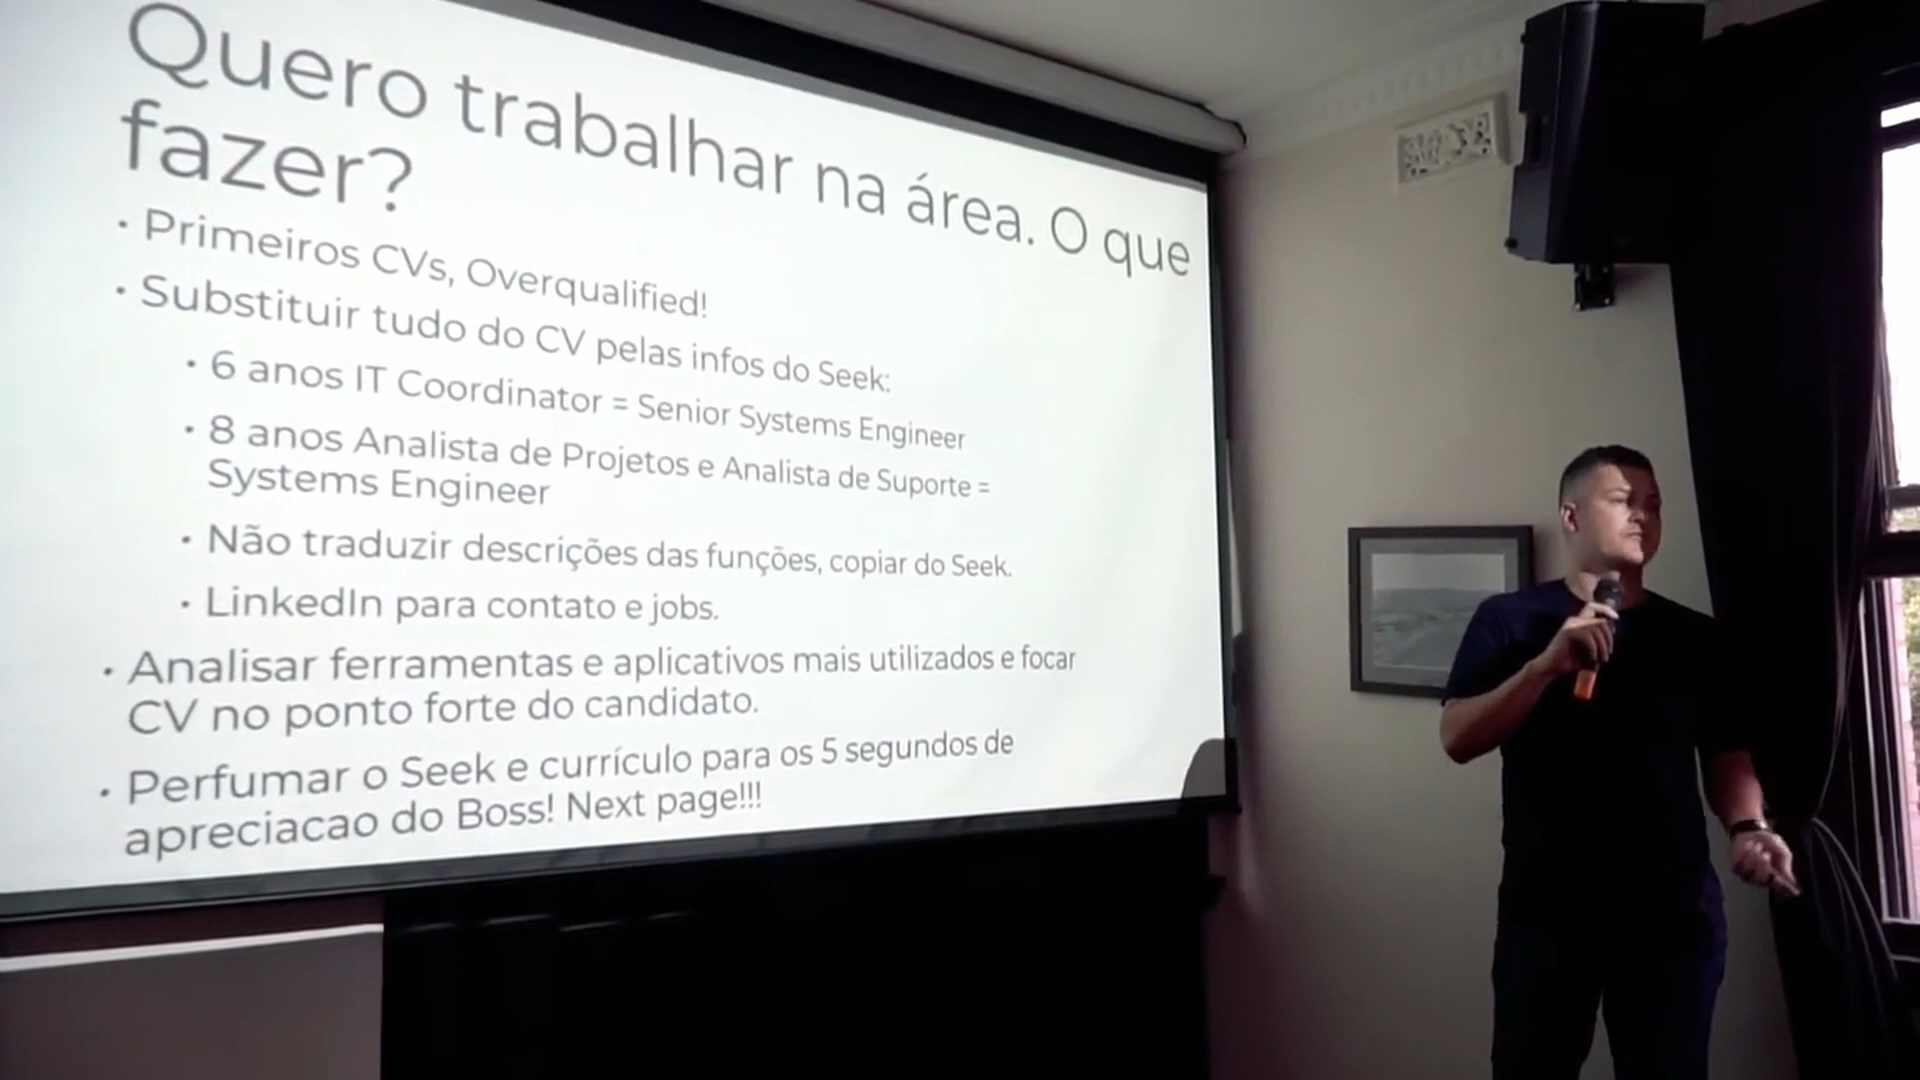 Quero trabalhar na área. O que
fazer?
• Primeiros CVs, Overqualified!
• Substituir tudo do CV pelas infos do Seek:
• 6 anos IT Coordinator = Senior Systems Engineer
• 8 anos Analista de Projetos e Analista de Suporte =
Systems Engineer
• Não traduzir descrições das funções, copiar do Seek.
• LinkedIn para contato e jobs.
• Analisar ferramentas e aplicativos mais utilizados e focar
CV no ponto forte do candidato.
• Perfumar o Seek e currículo para os 5 segundos de
apreciacao do Boss! Next page!!!